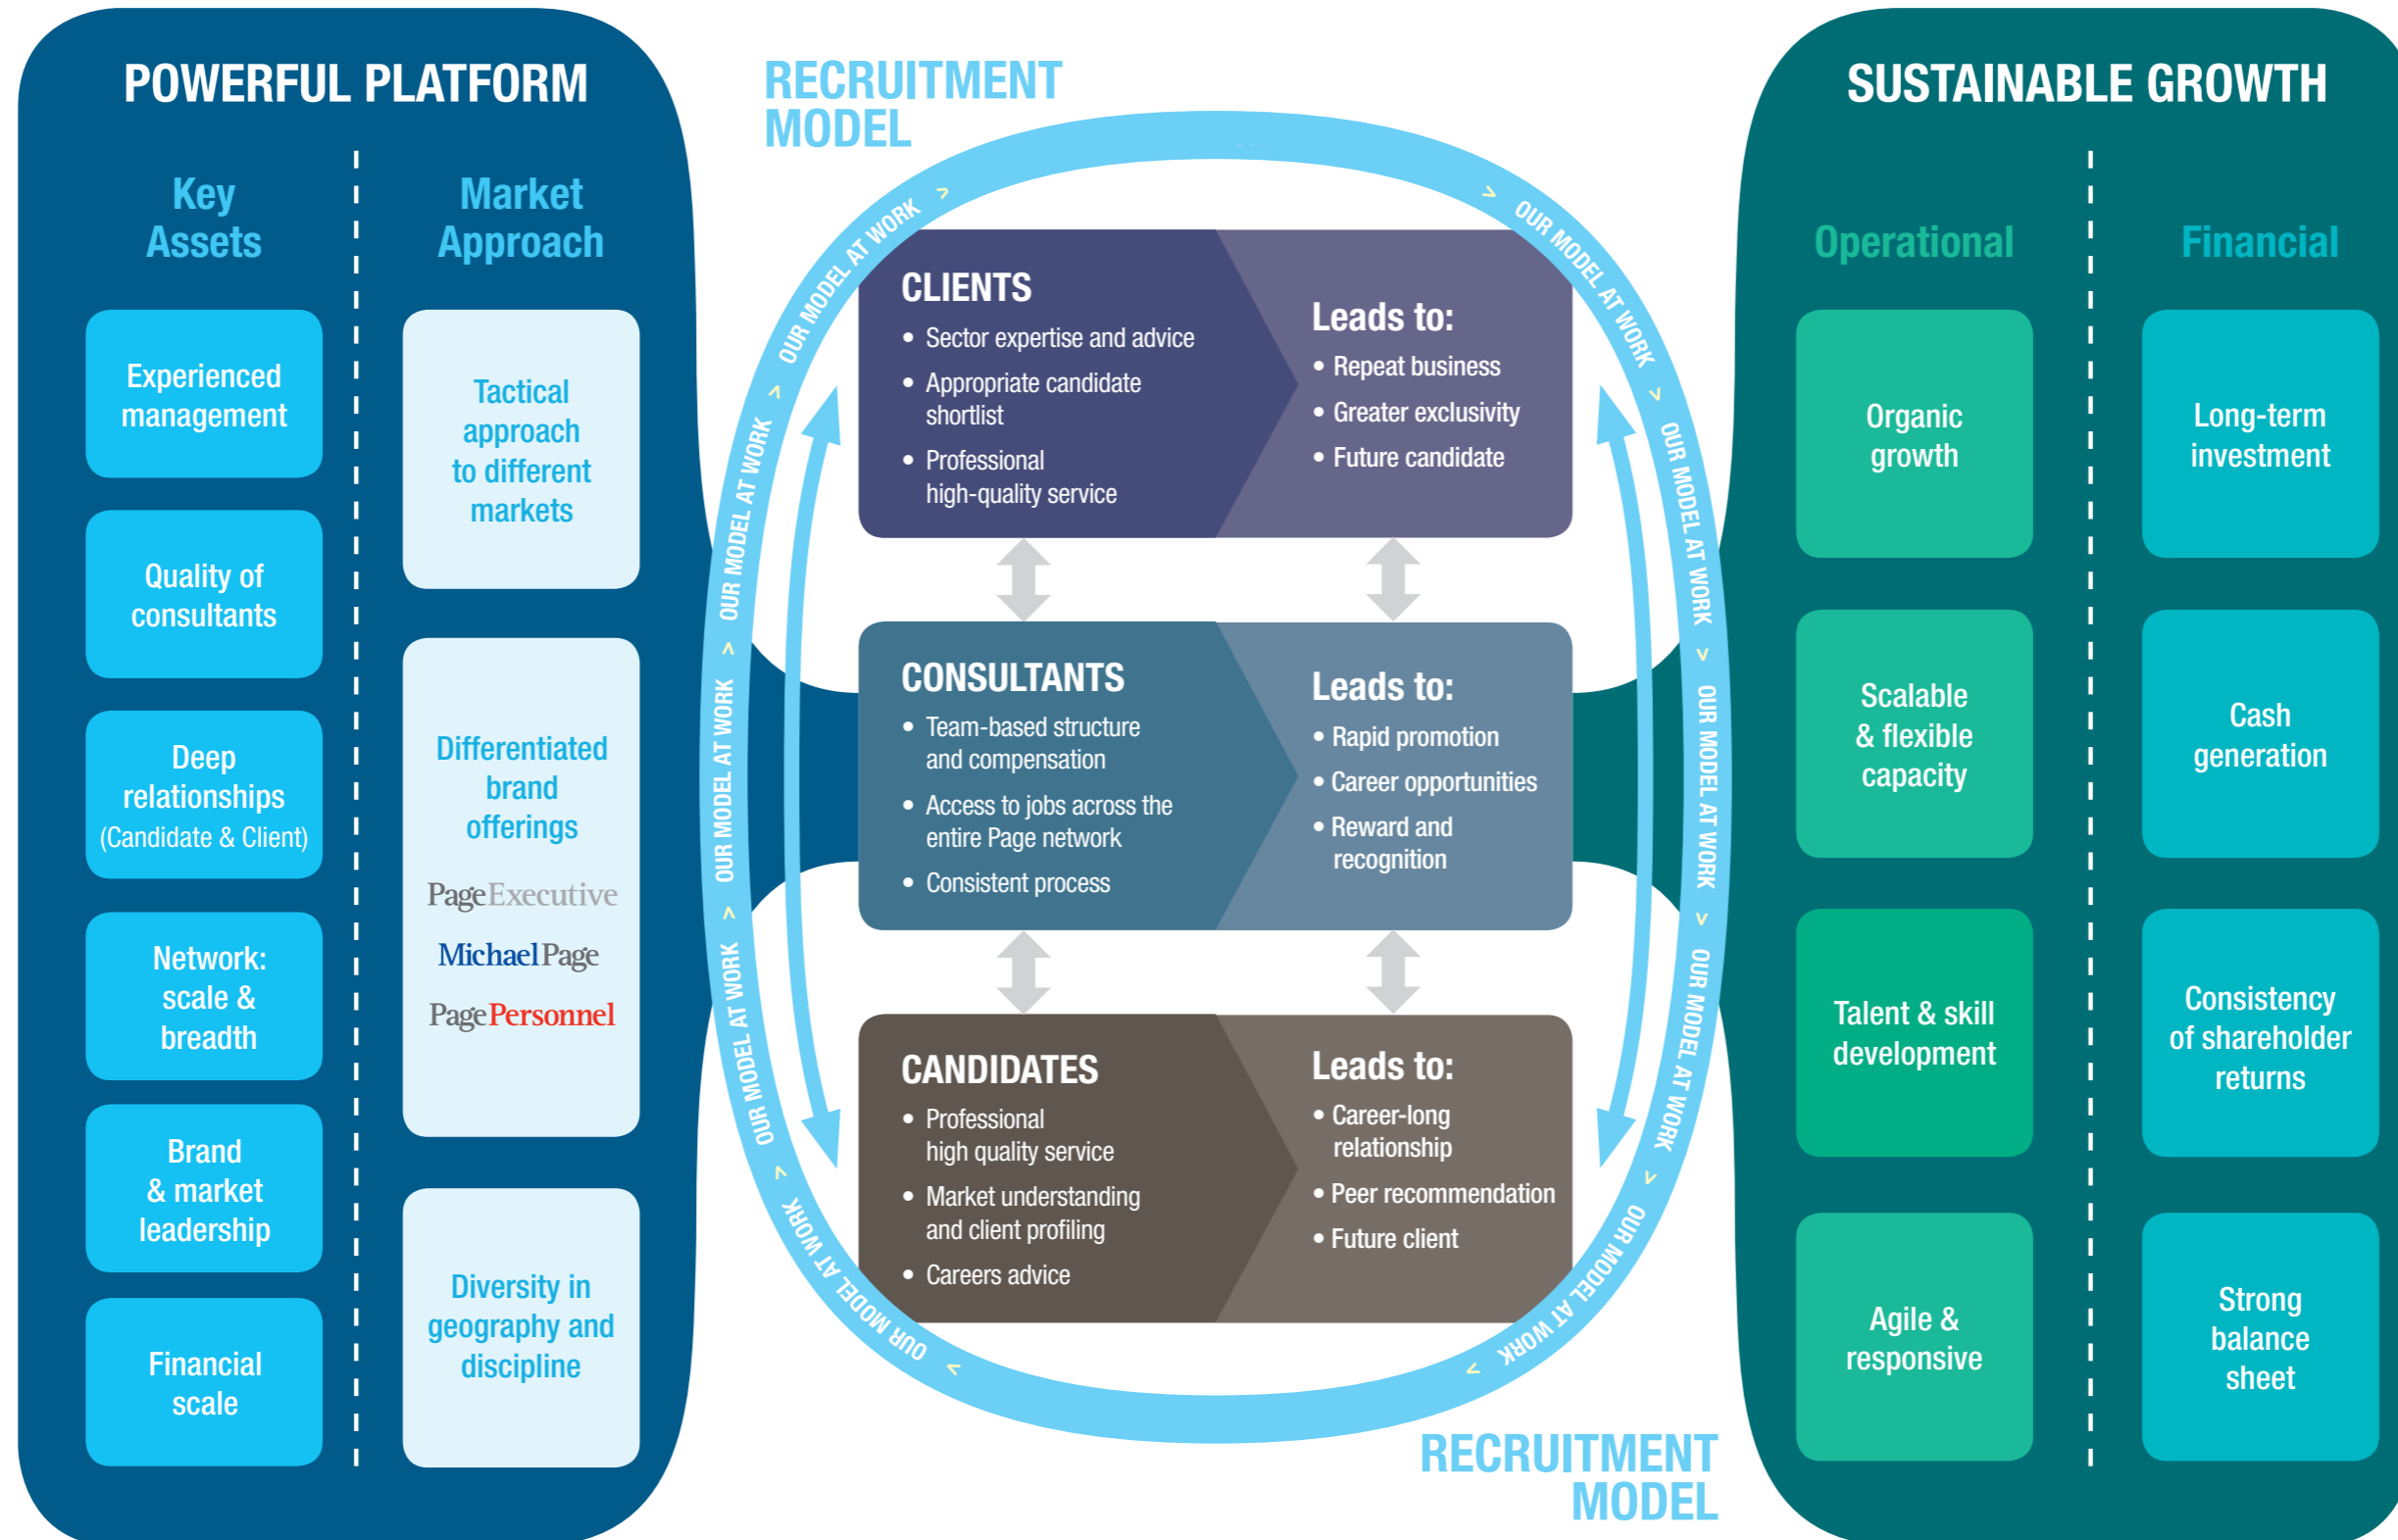 POWERFUL PLATFORM
Key
Assets
Experienced
management
Quality of
consultants
Deep
relationships
(Candidate & Client)
Network:
scale &
breadth
Brand
& market
leadership
Financial
scale
Market
Approach
Tactical
approach
to different
markets
Differentiated
brand
offerings
PageExecutive
MichaelPage
PagePersonnel
Diversity in
geography and
discipline
RECRUITMENT
MODEL
OUR MODEL AT WORK > OUR MODEL AT WORK > OUR MODEL AT WORK > OUR MODEL AT WORK > OUR MODEL AT WORK >
> OUR MODEL AT WORK > OUR MODEL AT WORK > OUR MODEL AT WORK > OUR MODEL AT WORK > OUR MODEL AT WORK >
CLIENTS
• Sector expertise and advice
• Appropriate candidate
shortlist
• Professional
high-quality service
Leads to:
• Repeat business
• Greater exclusivity
• Future candidate
CONSULTANTS
• Team-based structure
and compensation
• Access to jobs across the
entire Page network
• Consistent process
Leads to:
• Rapid promotion
• Career opportunities
• Reward and
recognition
CANDIDATES
• Professional
high quality service
• Market understanding
and client profiling
• Careers advice
Leads to:
• Career-long
relationship
• Peer recommendation
• Future client
> OUR MODEL AT WORK
RECRUITMENT
MODEL
SUSTAINABLE GROWTH
Operational
Organic
growth
Scalable
& flexible
capacity
Talent & skill
development
Agile &
responsive
Financial
Long-term
investment
Cash
generation
Consistency
of shareholder
returns
Strong
balance
sheet